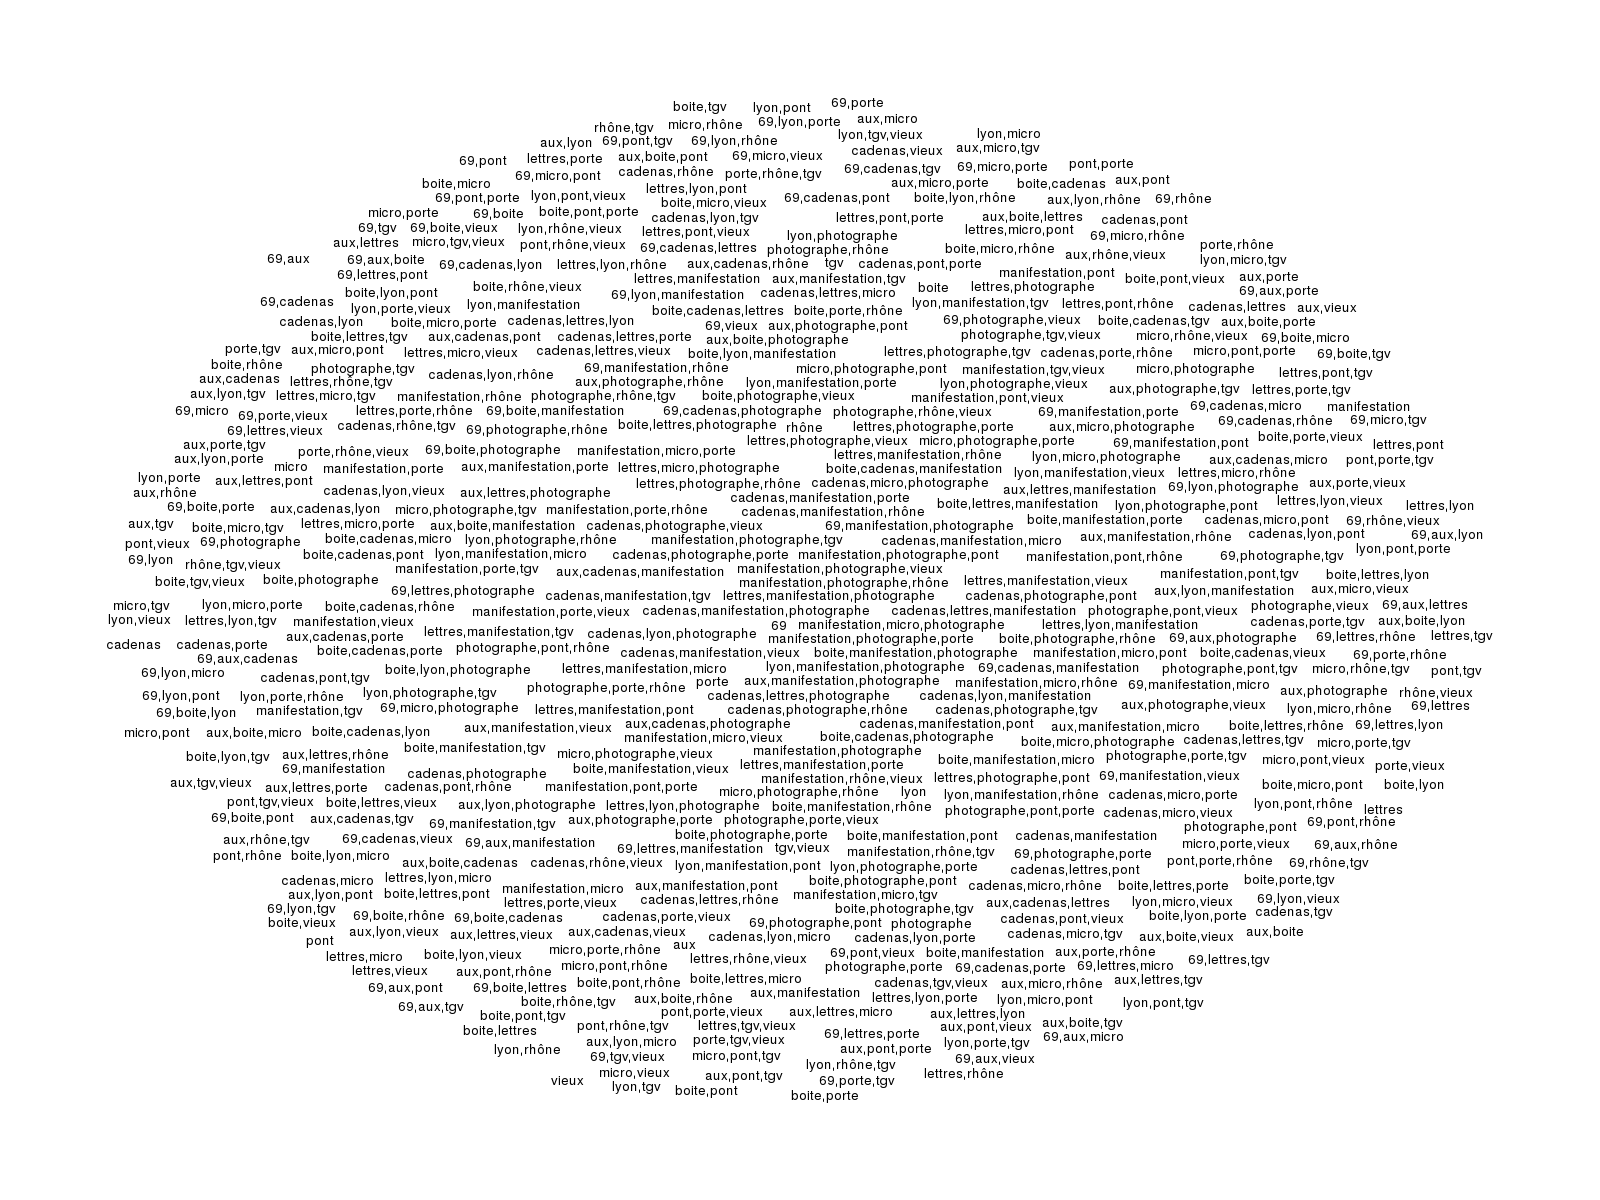 boite,tgv lyon,pont 69,porte
rhône,tgv micro,rhône 69,lyon,porte aux,micro
aux,lyon 69,pont,tgv 69,lyon,rhône lyon,tgv,vieux lyon,micro
69,pont lettres,porte aux,boite,pont 69,micro,vieux cadenas,vieux aux,micro,tgv
69,micro,pont cadenas,rhône porte,rhône,tgv 69,cadenas,tgv 69,micro,porte pont,porte
boite,micro lettres,lyon,pont aux,micro,porte boite,cadenas aux,pont
69,pont,porte lyon,pont,vieux boite,micro,vieux 69,cadenas,pont boite,lyon,rhône aux,lyon,rhône 69,rhône
micro,porte 69,boite boite,pont,porte cadenas,lyon,tgv lettres,pont,porte aux,boite,lettres cadenas,pont
69,tgv 69,boite,vieux lyon,rhône,vieux lettres,pont,vieux lyon,photographe lettres,micro,pont 69,micro,rhône
aux,lettres micro,tgv,vieux pont,rhône,vieux 69,cadenas,lettres photographe,rhône boite,micro,rhône aux,rhône,vieux porte,rhône
69,aux 69,aux,boite 69,cadenas,lyon lettres,lyon,rhône aux,cadenas,rhône tgv cadenas,pont,porte lyon,micro,tgv
69,lettres,pont lettres,manifestation aux,manifestation,tgv manifestation,pont boite,pont,vieux aux,porte
69,cadenas boite,lyon,pont boite,rhône,vieux 69,lyon,manifestation cadenas,lettres,micro boite lettres,photographe 69,aux,porte
lyon,porte,vieux lyon,manifestation boite,cadenas,lettres boite,porte,rhône lyon,manifestation,tgv lettres,pont,rhône cadenas,lettres aux,vieux
cadenas,lyon boite,micro,porte cadenas,lettres,lyon 69,vieux aux,photographe,pont 69,photographe,vieux boite,cadenas,tgv aux,boite,porte
boite,lettres,tgv aux,cadenas,pont cadenas,lettres,porte aux,boite,photographe photographe,tgv,vieux micro,rhône,vieux 69,boite,micro
porte,tgv aux,micro,pont lettres,micro,vieux cadenas,lettres,vieux boite,lyon,manifestation lettres,photographe,tgv cadenas,porte,rhône micro,pont,porte 69,boite,tgv
boite,rhône photographe,tgv 69,manifestation,rhône micro,photographe,pont manifestation,tgv,vieux micro,photographe lettres,pont,tgv
aux,cadenas lettres,rhône,tgv cadenas,lyon,rhône aux,photographe,rhône lyon,manifestation,porte lyon,photographe,vieux aux,photographe,tgv lettres,porte,tgv
aux,lyon,tgv lettres,micro,tgv manifestation,rhône photographe,rhône,tgv boite,photographe,vieux manifestation,pont,vieux
69,micro 69,porte,vieux lettres,porte,rhône 69,boite,manifestation 69,cadenas,photographe photographe,rhône,vieux 69,manifestation,porte 69,cadenas,micro manifestation
69,lettres,vieux cadenas,rhône,tgv 69,photographe,rhône boite,lettres,photographe rhône lettres,photographe,porte aux,micro,photographe 69,cadenas,rhône 69,micro,tgv
aux,porte,tgv porte,rhône,vieux 69,boite,photographe manifestation,micro,porte lettres,photographe,vieux micro,photographe,porte 69,manifestation,pont boite,porte,vieux lettres,pont
aux,lyon,porte micro manifestation,porte aux,manifestation,porte lettres,micro,photographe lettres,manifestation,rhône lyon,micro,photographe aux,cadenas,micro pont,porte,tgv
lyon,porte aux,lettres,pont lettres,photographe,rhône boite,cadenas,manifestation cadenas,micro,photographe lyon,manifestation,vieux lettres,micro,rhône
aux,rhône cadenas,lyon,vieux aux,lettres,photographe cadenas,manifestation,porte aux,lettres,manifestation 69,lyon,photographe aux,porte,vieux
69,boite,porte aux,cadenas,lyon micro,photographe,tgv manifestation,porte,rhône cadenas,manifestation,rhône boite,lettres,manifestation lyon,photographe,pont lettres,lyon,vieux lettres,lyon
aux,tgv boite,micro,tgv lettres,micro,porte aux,boite,manifestation cadenas,photographe,vieux 69,manifestation,photographe boite,manifestation,porte cadenas,micro,pont 69,rhône,vieux
pont,vieux 69,photographe boite,cadenas,micro lyon,photographe,rhône manifestation,photographe,tgv cadenas,manifestation,micro aux,manifestation,rhône cadenas,lyon,pont 69,aux,lyon
69,lyon boite,cadenas,pont lyon,manifestation,micro cadenas,photographe,porte manifestation,photographe,pont manifestation,pont,rhône 69,photographe,tgv lyon,pont,porte
rhône,tgv,vieux manifestation,porte,tgv aux,cadenas,manifestation manifestation,photographe,vieux manifestation,pont,tgv boite,lettres,lyon
boite,tgv,vieux boite,photographe 69,lettres,photographe manifestation,photographe,rhône lettres,manifestation,vieux aux,lyon,manifestation aux,micro,vieux
cadenas,manifestation,tgv lettres,manifestation,photographe cadenas,photographe,pont
micro,tgv lyon,micro,porte boite,cadenas,rhône manifestation,porte,vieux cadenas,manifestation,photographe cadenas,lettres,manifestation photographe,pont,vieux photographe,vieux 69,aux,lettres
lyon,vieux lettres,lyon,tgv manifestation,vieux 69 manifestation,micro,photographe lettres,lyon,manifestation cadenas,porte,tgv aux,boite,lyon
cadenas cadenas,porte aux,cadenas,porte lettres,manifestation,tgv cadenas,lyon,photographe manifestation,photographe,porte boite,photographe,rhône 69,aux,photographe 69,lettres,rhône lettres,tgv
69,aux,cadenas boite,cadenas,porte photographe,pont,rhône cadenas,manifestation,vieux boite,manifestation,photographe manifestation,micro,pont boite,cadenas,vieux 69,porte,rhône
69,lyon,micro cadenas,pont,tgv boite,lyon,photographe lettres,manifestation,micro lyon,manifestation,photographe 69,cadenas,manifestation photographe,pont,tgv micro,rhône,tgv pont,tgv
69,lyon,pont lyon,porte,rhône lyon,photographe,tgv photographe,porte,rhône porte aux,manifestation,photographe manifestation,micro,rhône 69,manifestation,micro aux,photographe rhône,vieux
69,boite,lyon manifestation,tgv 69,micro,photographe lettres,manifestation,pont cadenas,lettres,photographe cadenas,lyon,manifestation aux,photographe,vieux lyon,micro,rhône 69,lettres
cadenas,photographe,rhône cadenas,photographe,tgv
micro,pont aux,boite,micro boite,cadenas,lyon aux,manifestation,vieux aux,cadenas,photographe cadenas,manifestation,pont aux,manifestation,micro boite,lettres,rhône 69,lettres,lyon
manifestation,micro,vieux boite,cadenas,photographe boite,micro,photographe cadenas,lettres,tgv micro,porte,tgv
boite,lyon,tgv aux,lettres,rhône boite,manifestation,tgv micro,photographe,vieux manifestation,photographe boite,manifestation,micro photographe,porte,tgv micro,pont,vieux porte,vieux
69,manifestation cadenas,photographe boite,manifestation,vieux lettres,manifestation,porte manifestation,rhône,vieux lettres,photographe,pont 69,manifestation,vieux
aux,tgv,vieux aux,lettres,porte cadenas,pont,rhône manifestation,pont,porte micro,photographe,rhône lyon lyon,manifestation,rhône cadenas,micro,porte boite,micro,pont boite,lyon
pont,tgv,vieux boite,lettres,vieux aux,lyon,photographe lettres,lyon,photographe boite,manifestation,rhône photographe,pont,porte cadenas,micro,vieux lyon,pont,rhône lettres
69,boite,pont aux,cadenas,tgv 69,manifestation,tgv aux,photographe,porte photographe,porte,vieux photographe,pont 69,pont,rhône
aux,rhône,tgv 69,cadenas,vieux 69,aux,manifestation boite,photographe,porte boite,manifestation,pont cadenas,manifestation micro,porte,vieux 69,aux,rhône
pont,rhône boite,lyon,micro 69,lettres,manifestation tgv,vieux manifestation,rhône,tgv 69,photographe,porte pont,porte,rhône 69,rhône,tgv
aux,boite,cadenas cadenas,rhône,vieux lyon,manifestation,pont lyon,photographe,porte cadenas,lettres,pont
cadenas,micro lettres,lyon,micro manifestation,micro aux,manifestation,pont boite,photographe,pont cadenas,micro,rhône boite,lettres,porte boite,porte,tgv
aux,lyon,pont boite,lettres,pont lettres,porte,vieux cadenas,lettres,rhône manifestation,micro,tgv aux,cadenas,lettres lyon,micro,vieux 69,lyon,vieux
69,lyon,tgv 69,boite,rhône 69,boite,cadenas cadenas,porte,vieux boite,photographe,tgv cadenas,pont,vieux boite,lyon,porte cadenas,tgv
boite,vieux aux,lyon,vieux aux,lettres,vieux aux,cadenas,vieux 69,photographe,pont photographe cadenas,micro,tgv aux,boite,vieux aux,boite
pont cadenas,lyon,micro cadenas,lyon,porte
lettres,micro boite,lyon,vieux micro,porte,rhône aux lettres,rhône,vieux 69,pont,vieux boite,manifestation aux,porte,rhône 69,lettres,tgv
lettres,vieux aux,pont,rhône micro,pont,rhône photographe,porte 69,cadenas,porte 69,lettres,micro
69,aux,pont 69,boite,lettres boite,pont,rhône boite,lettres,micro cadenas,tgv,vieux aux,micro,rhône aux,lettres,tgv
69,aux,tgv boite,rhône,tgv aux,boite,rhône aux,manifestation lettres,lyon,porte lyon,micro,pont lyon,pont,tgv
boite,pont,tgv pont,porte,vieux aux,lettres,micro aux,lettres,lyon
boite,lettres pont,rhône,tgv lettres,tgv,vieux 69,lettres,porte aux,pont,vieux aux,boite,tgv
lyon,rhône aux,lyon,micro porte,tgv,vieux aux,pont,porte lyon,porte,tgv 69,aux,micro
69,tgv,vieux micro,pont,tgv lyon,rhône,tgv 69,aux,vieux
vieux micro,vieux aux,pont,tgv 69,porte,tgv lettres,rhône
lyon,tgv boite,pont boite,porte